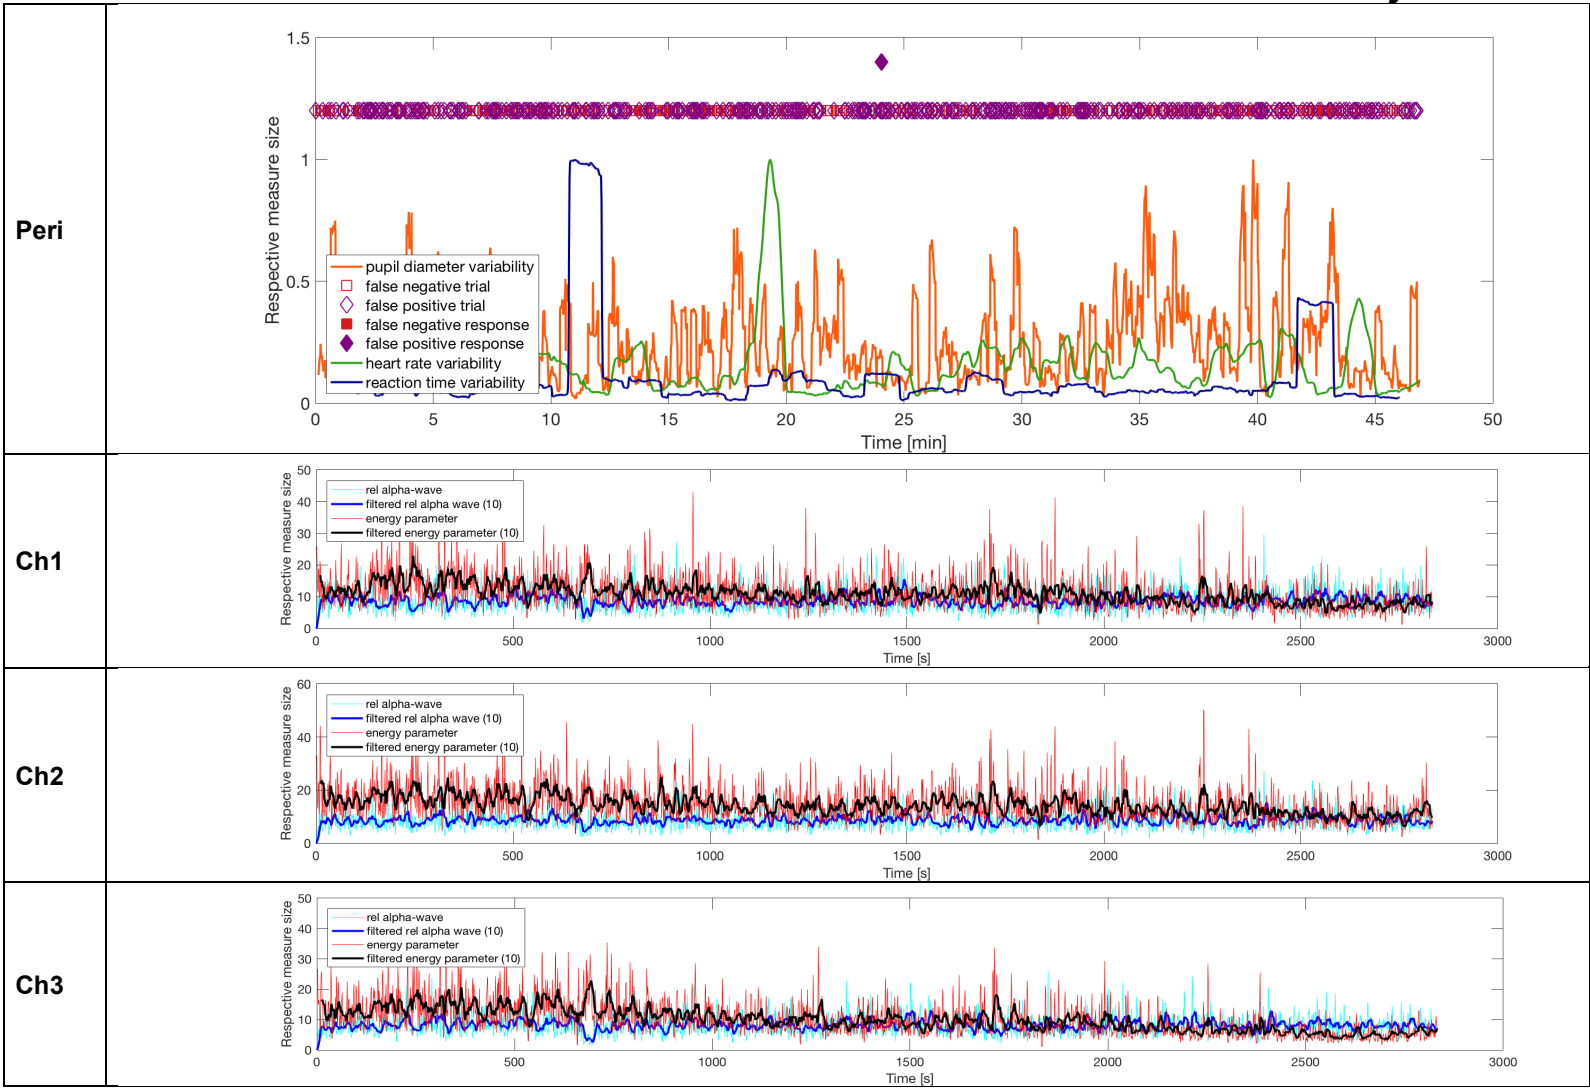 Peri
Respective measure size
1.5
1
0.5
0
pupil diameter variability
false negative trial
false positive trial
false negative response
false positive response
heart rate variability
reaction time variability
0 5 10 15 20 25 30 35 40 45 50
Time [min]
Ch1
Respective measure size
50
40
30
20
10
0
rel alpha-wave
filtered rel alpha wave (10)
energy parameter
filtered energy parameter (10)
0 500 1000 1500 2000 2500 3000
Time [s]
Ch2
Respective measure size
60
40
20
0
rel alpha-wave
filtered rel alpha wave (10)
energy parameter
filtered energy parameter (10)
0 500 1000 1500 2000 2500 3000
Time [s]
Ch3
Respective measure size
50
40
30
20
10
0
rel alpha-wave
filtered rel alpha wave (10)
energy parameter
filtered energy parameter (10)
0 500 1000 1500 2000 2500 3000
Time [s]